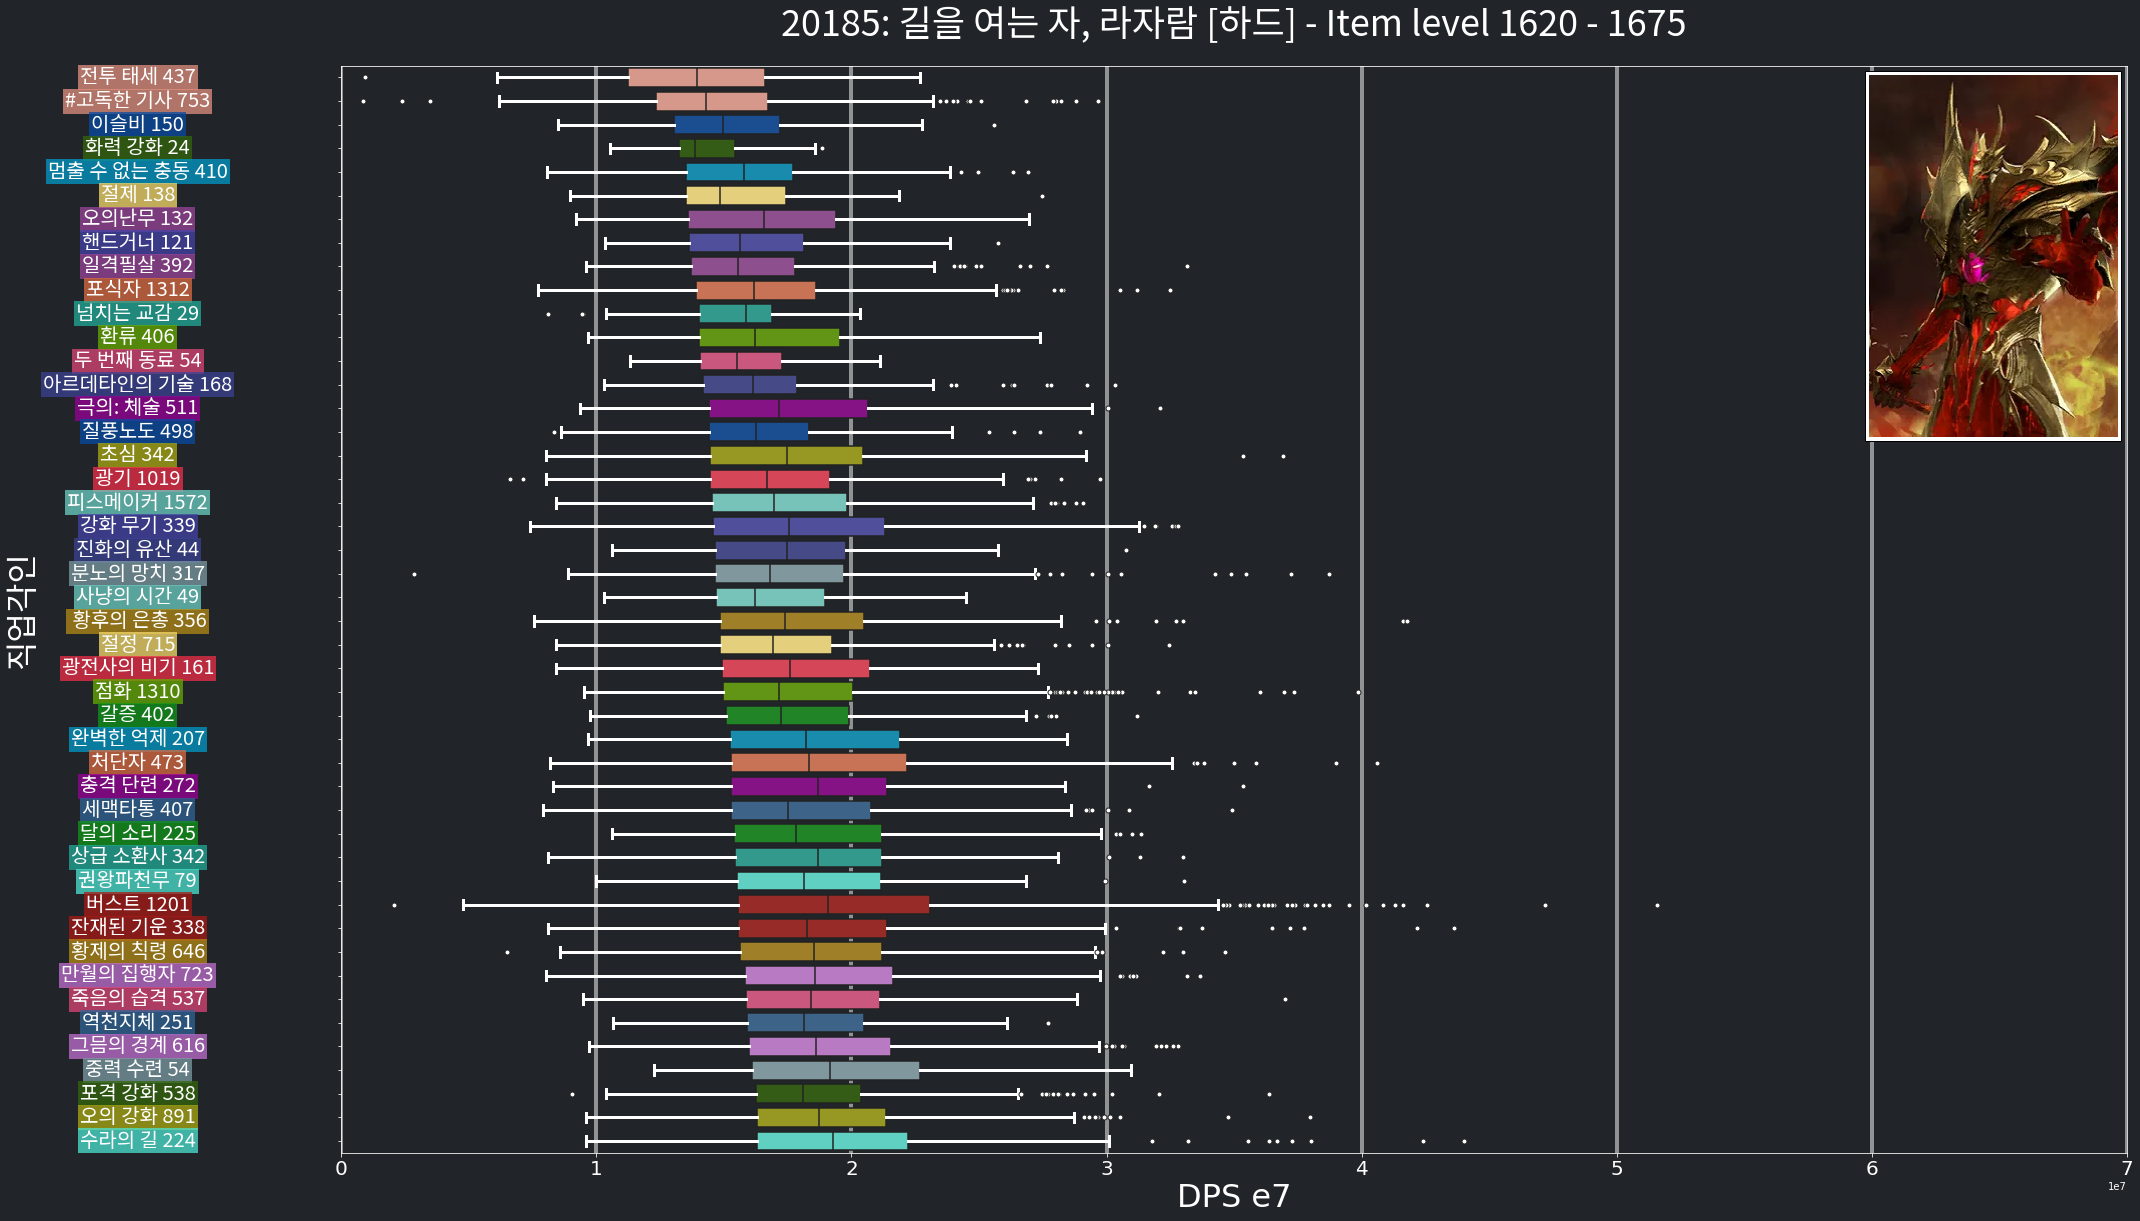 20185: 길을 여는 자, 라자람 [하드] - Item level 1620 - 1675
전투 태세 437
#고독한 기사 753
이슬비 150
화력 강화 24
멈출 수 없는 충동 410
절제 138
오의난무 132
핸드거너 121
일격필살 392
포식자 1312
넘치는 교감 29
환류 406
두 번째 동료 54
아르데타인의 기술 168
극의: 체술 511
질풍노도 498
초심 342
광기 1019
피스메이커 1572
강화 무기 339
진화의 유산 44
분노의 망치 317
사냥의 시간 49
황후의 은총 356
절정 715
광전사의 비기 161
점화 1310
갈증 402
완벽한 억제 207
처단자 473
충격 단련 272
세맥타통 407
달의 소리 225
상급 소환사 342
권왕파천무 79
버스트 1201
잔재된 기운 338
황제의 칙령 646
만월의 집행자 723
죽음의 습격 537
역천지체 251
그믐의 경계 616
중력 수련 54
포격 강화 538
오의 강화 891
수라의 길 224
직업각인
0 1 2 3 4 5 6 7
DPS e7
1e7